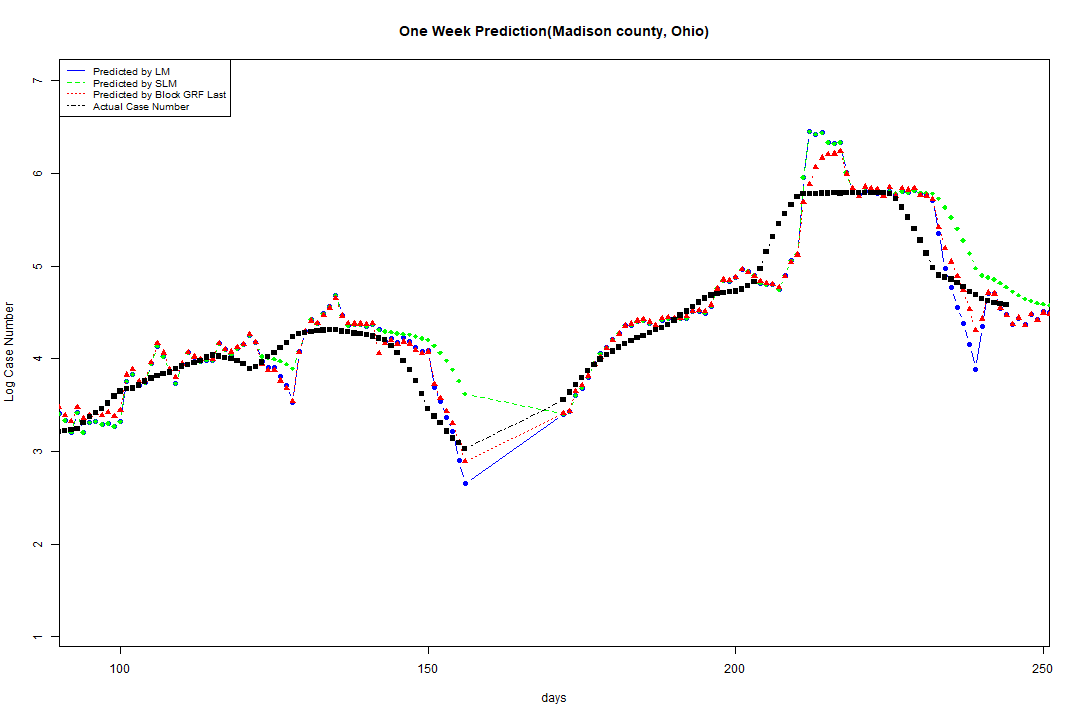 One Week Prediction(Madison county, Ohio)
Predicted by LM
Predicted by SLM
Predicted by Block GRF Last
Actual Case Number
7
6
5
4
3
2
1
Log Case Number
100
150
200
250
days